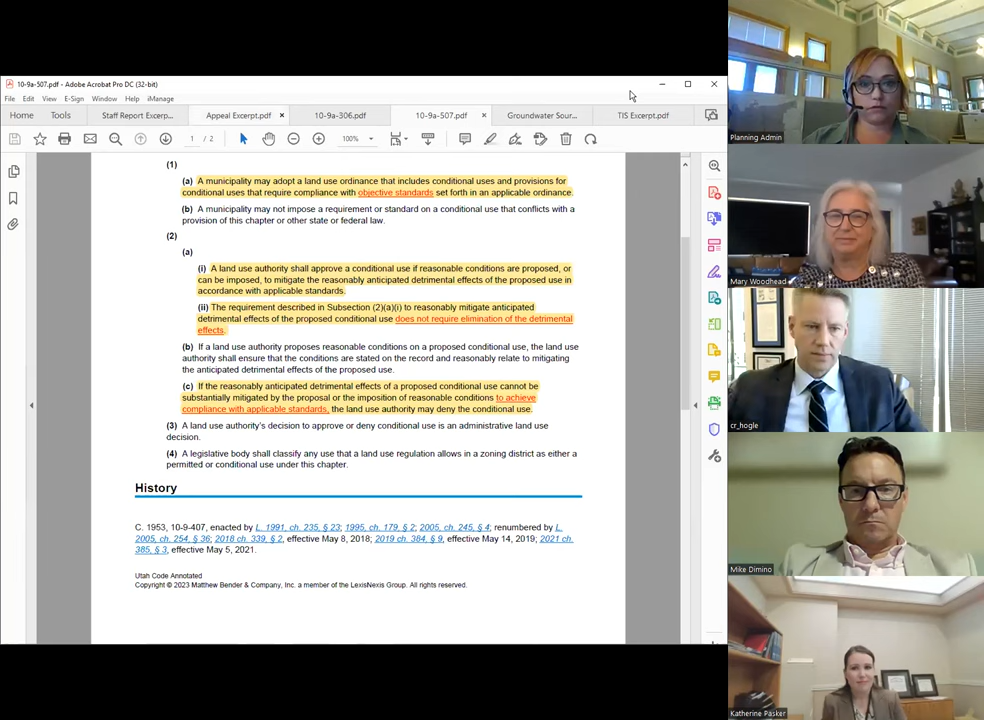 10-9a-507.pdf - Adobe Acrobat Pro DC (32-bit)
File Edit View E-Sign Window Help iManage
Home Tools Staff Report Excerp... Appeal Excerpt.pdf × 10-9a-306.pdf 10-9a-507.pdf × Groundwater Sour... TIS Excerpt.pdf
1 / 2 100%
(1)
(a) A municipality may adopt a land use ordinance that includes conditional uses and provisions for
conditional uses that require compliance with objective standards set forth in an applicable ordinance.
(b) A municipality may not impose a requirement or standard on a conditional use that conflicts with a
provision of this chapter or other state or federal law.
(2)
(a)
(i) A land use authority shall approve a conditional use if reasonable conditions are proposed, or
can be imposed, to mitigate the reasonably anticipated detrimental effects of the proposed use in
accordance with applicable standards.
(ii) The requirement described in Subsection (2)(a)(i) to reasonably mitigate anticipated
detrimental effects of the proposed conditional use does not require elimination of the detrimental
effects.
(b) If a land use authority proposes reasonable conditions on a proposed conditional use, the land use
authority shall ensure that the conditions are stated on the record and reasonably relate to mitigating
the anticipated detrimental effects of the proposed use.
(c) If the reasonably anticipated detrimental effects of a proposed conditional use cannot be
substantially mitigated by the proposal or the imposition of reasonable conditions to achieve
compliance with applicable standards, the land use authority may deny the conditional use.
(3) A land use authority's decision to approve or deny conditional use is an administrative land use
decision.
(4) A legislative body shall classify any use that a land use regulation allows in a zoning district as either a
permitted or conditional use under this chapter.
History
C. 1953, 10-9-407, enacted by L. 1991, ch. 235, § 23; 1995, ch. 179, § 2; 2005, ch. 245, § 4; renumbered by L.
2005, ch. 254, § 36; 2018 ch. 339, § 2, effective May 8, 2018; 2019 ch. 384, § 9, effective May 14, 2019; 2021 ch.
385, § 3, effective May 5, 2021.
Utah Code Annotated
Copyright © 2023 Matthew Bender & Company, Inc. a member of the LexisNexis Group. All rights reserved.
Planning Admin
Mary Woodhead
cr_hogle
Mike Dimino
Katherine Pasker